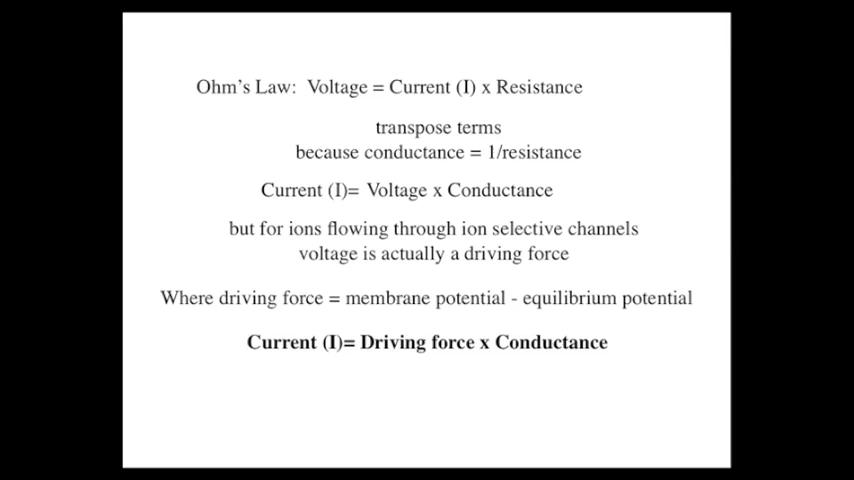 Ohm's Law: Voltage = Current (I) x Resistance
transpose terms
because conductance = 1/resistance
Current (I)= Voltage x Conductance
but for ions flowing through ion selective channels
voltage is actually a driving force
Where driving force = membrane potential - equilibrium potential
Current (I)= Driving force x Conductance